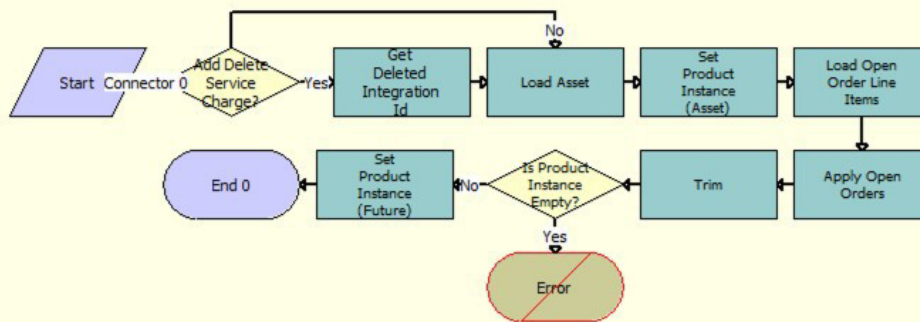 Start
Connector 0
Add Delete
Service
Charge?
Yes
No
Get
Deleted
Integration
Id
Load Asset
Set
Product
Instance
(Asset)
Load Open
Order Line
Items
Apply Open
Orders
Trim
Is Product
Instance
Empty?
No
Yes
Set
Product
Instance
(Future)
End 0
Error